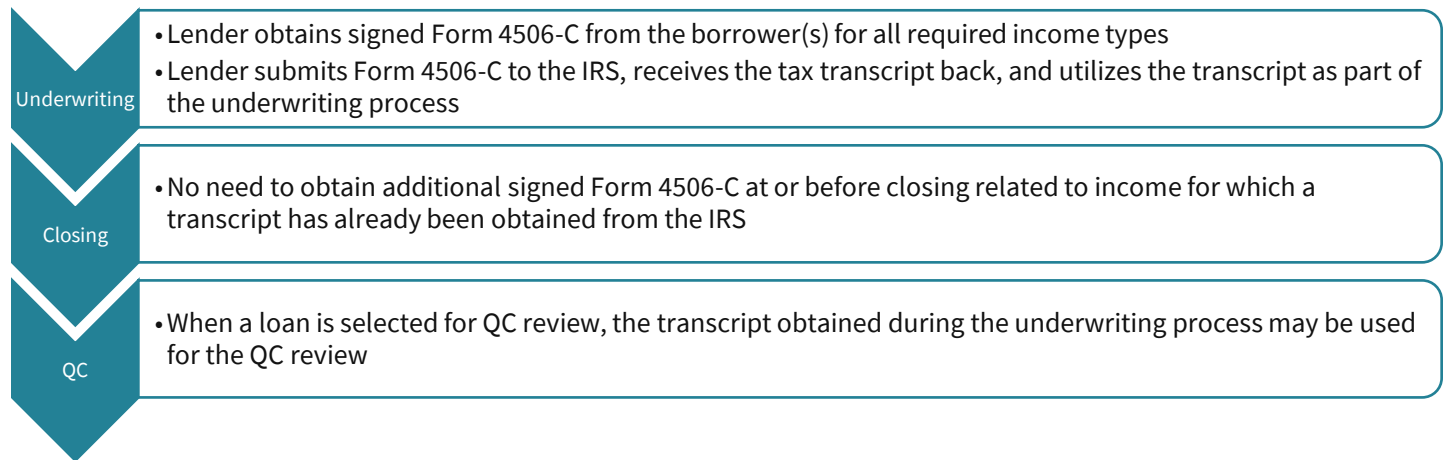 Underwriting
•Lender obtains signed Form 4506-C from the borrower(s) for all required income types
•Lender submits Form 4506-C to the IRS, receives the tax transcript back, and utilizes the transcript as part of
the underwriting process
Closing
•No need to obtain additional signed Form 4506-C at or before closing related to income for which a
transcript has already been obtained from the IRS
QC
•When a loan is selected for QC review, the transcript obtained during the underwriting process may be used
for the QC review